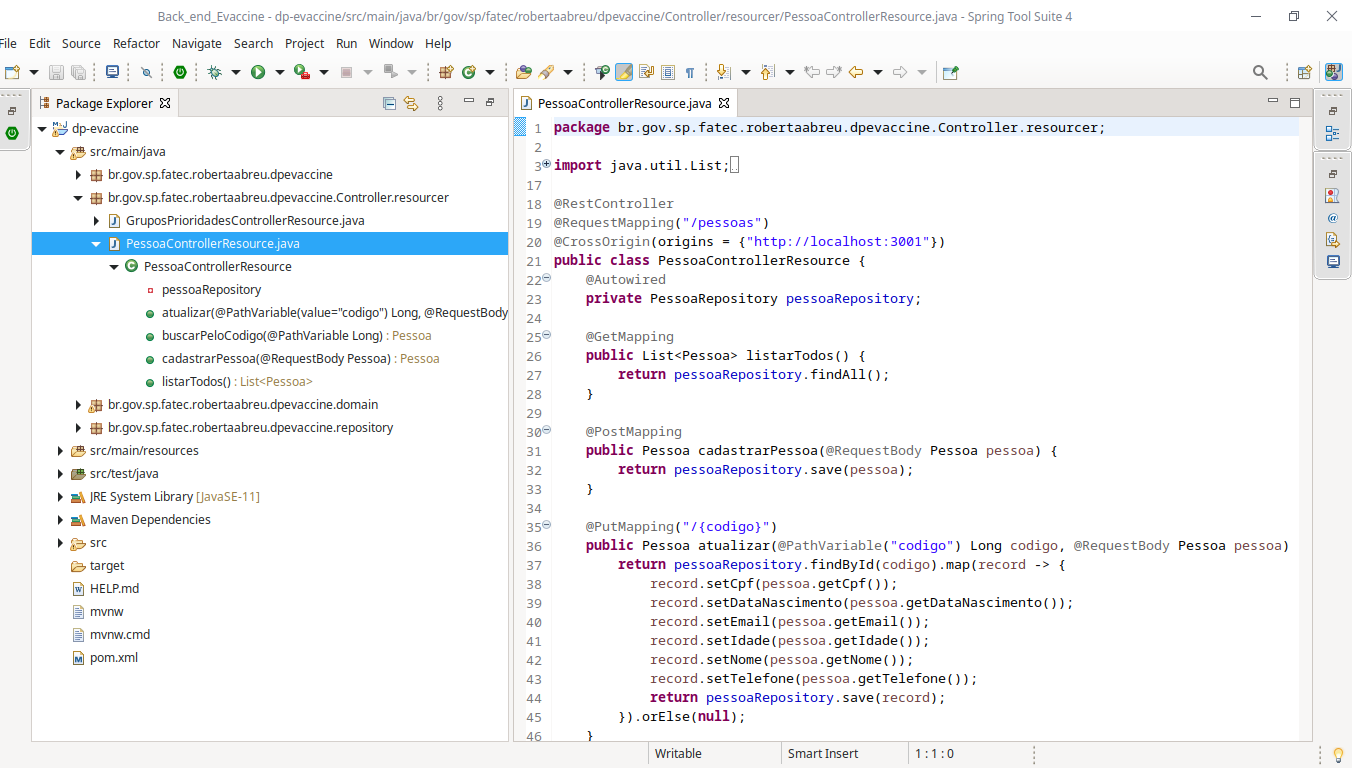 Back_end_Evaccine - dp-evaccine/src/main/java/br/gov/sp/fatec/robertaabreu/dpevaccine/Controller/resourcer/PessoaControllerResource.java - Spring Tool Suite 4
File Edit Source Refactor Navigate Search Project Run Window Help
Package Explorer
dp-evaccine
src/main/java
br.gov.sp.fatec.robertaabreu.dpevaccine
br.gov.sp.fatec.robertaabreu.dpevaccine.Controller.resourcer
GruposPrioridadesControllerResource.java
PessoaControllerResource.java
PessoaControllerResource
pessoaRepository
atualizar(@PathVariable(value="codigo") Long, @RequestBody
buscarPeloCodigo(@PathVariable Long) : Pessoa
cadastrarPessoa(@RequestBody Pessoa) : Pessoa
listarTodos() : List<Pessoa>
br.gov.sp.fatec.robertaabreu.dpevaccine.domain
br.gov.sp.fatec.robertaabreu.dpevaccine.repository
src/main/resources
src/test/java
JRE System Library [JavaSE-11]
Maven Dependencies
src
target
HELP.md
mvnw
mvnw.cmd
pom.xml
PessoaControllerResource.java
1 package br.gov.sp.fatec.robertaabreu.dpevaccine.Controller.resourcer;
2
3 import java.util.List;
17
18 @RestController
19 @RequestMapping("/pessoas")
20 @CrossOrigin(origins = {"http://localhost:3001"})
21 public class PessoaControllerResource {
22 @Autowired
23 private PessoaRepository pessoaRepository;
24
25 @GetMapping
26 public List<Pessoa> listarTodos() {
27 return pessoaRepository.findAll();
28 }
29
30 @PostMapping
31 public Pessoa cadastrarPessoa(@RequestBody Pessoa pessoa) {
32 return pessoaRepository.save(pessoa);
33 }
34
35 @PutMapping("/{codigo}")
36 public Pessoa atualizar(@PathVariable("codigo") Long codigo, @RequestBody Pessoa pessoa)
37 return pessoaRepository.findById(codigo).map(record -> {
38 record.setCpf(pessoa.getCpf());
39 record.setDataNascimento(pessoa.getDataNascimento());
40 record.setEmail(pessoa.getEmail());
41 record.setIdade(pessoa.getIdade());
42 record.setNome(pessoa.getNome());
43 record.setTelefone(pessoa.getTelefone());
44 return pessoaRepository.save(record);
45 }).orElse(null);
46 }
Writable Smart Insert 1 : 1 : 0